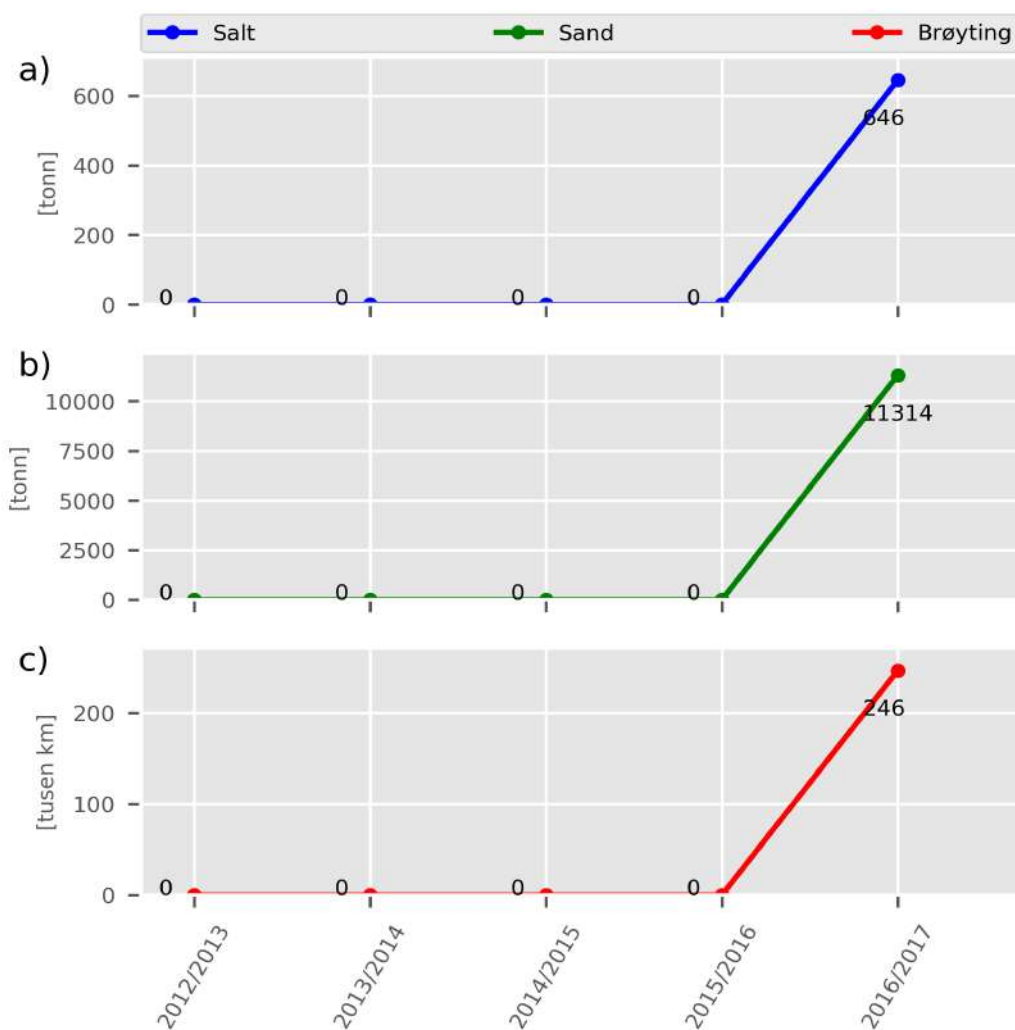 Salt Sand Brøyting
a)
600
400
200
0
[tonn]
0 0 0 0 646
b)
10000
7500
5000
2500
0
[tonn]
0 0 0 0 11314
c)
200
100
0
[tusen km]
0 0 0 0 246
2012/2013 2013/2014 2014/2015 2015/2016 2016/2017